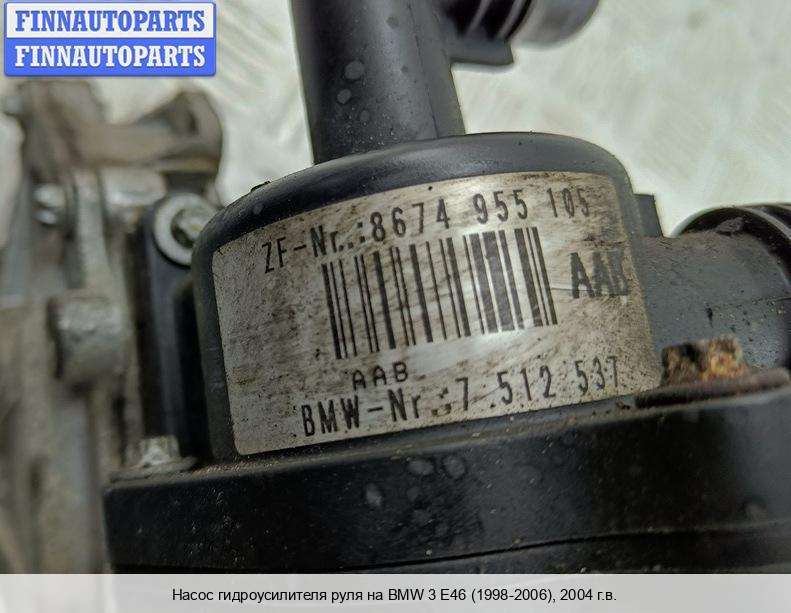 FINNAUTOPARTS
FINNAUTOPARTS
ZF-Nr.:8674 955 105
AAB
AAB
BMW-Nr.:7.512 537
Насос гидроусилителя руля на BMW 3 E46 (1998-2006), 2004 г.в.